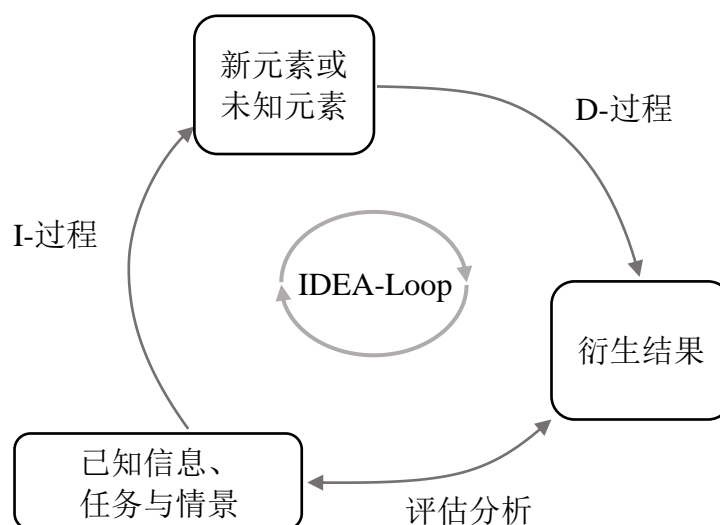 新元素或
未知元素
D-过程
I-过程
IDEA-Loop
衍生结果
已知信息、
任务与情景
评估分析